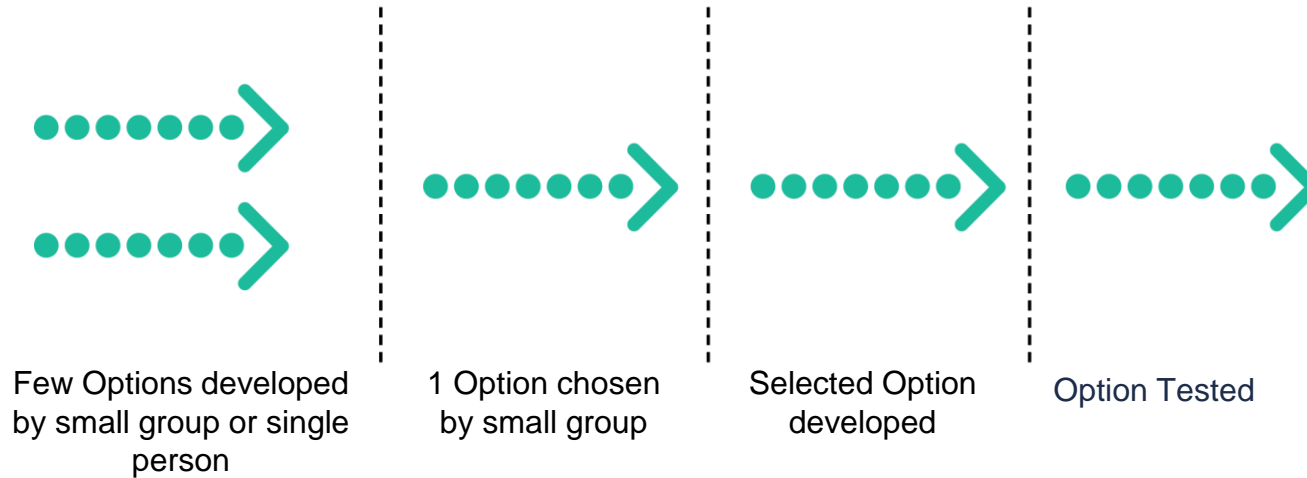 Few Options developed
by small group or single
person
1 Option chosen
by small group
Selected Option
developed
Option Tested